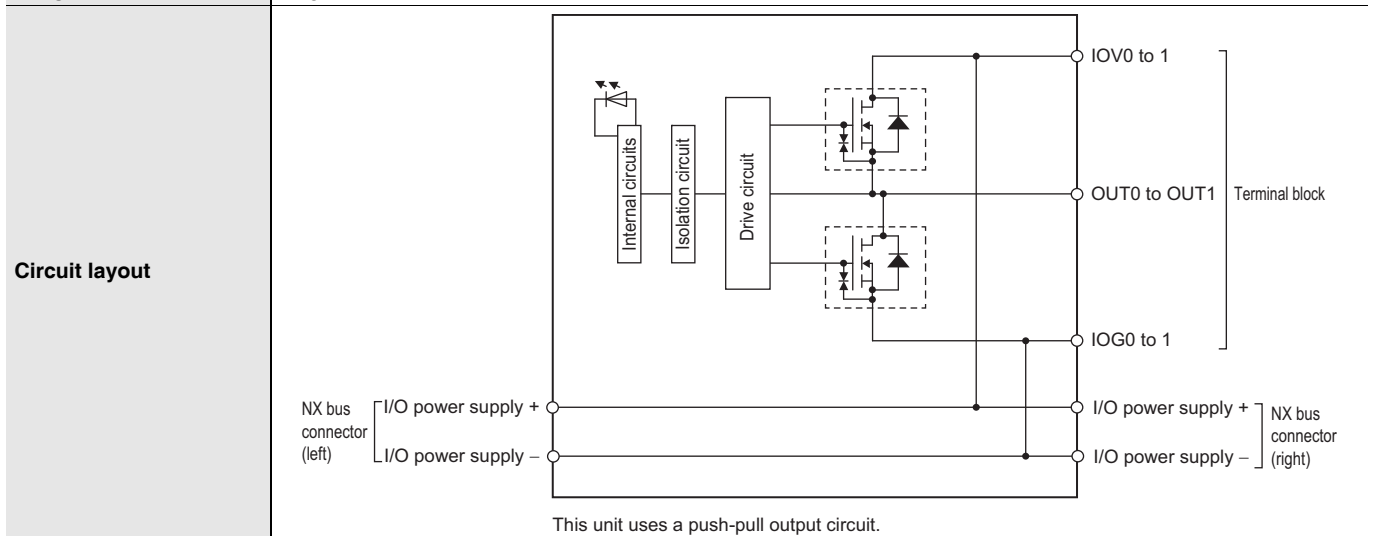 Circuit layout
IOV0 to 1
Internal circuits
Isolation circuit
Drive circuit
OUT0 to OUT1
Terminal block
IOG0 to 1
NX bus
connector
(left)
I/O power supply +
I/O power supply −
I/O power supply +
I/O power supply −
NX bus
connector
(right)
This unit uses a push-pull output circuit.